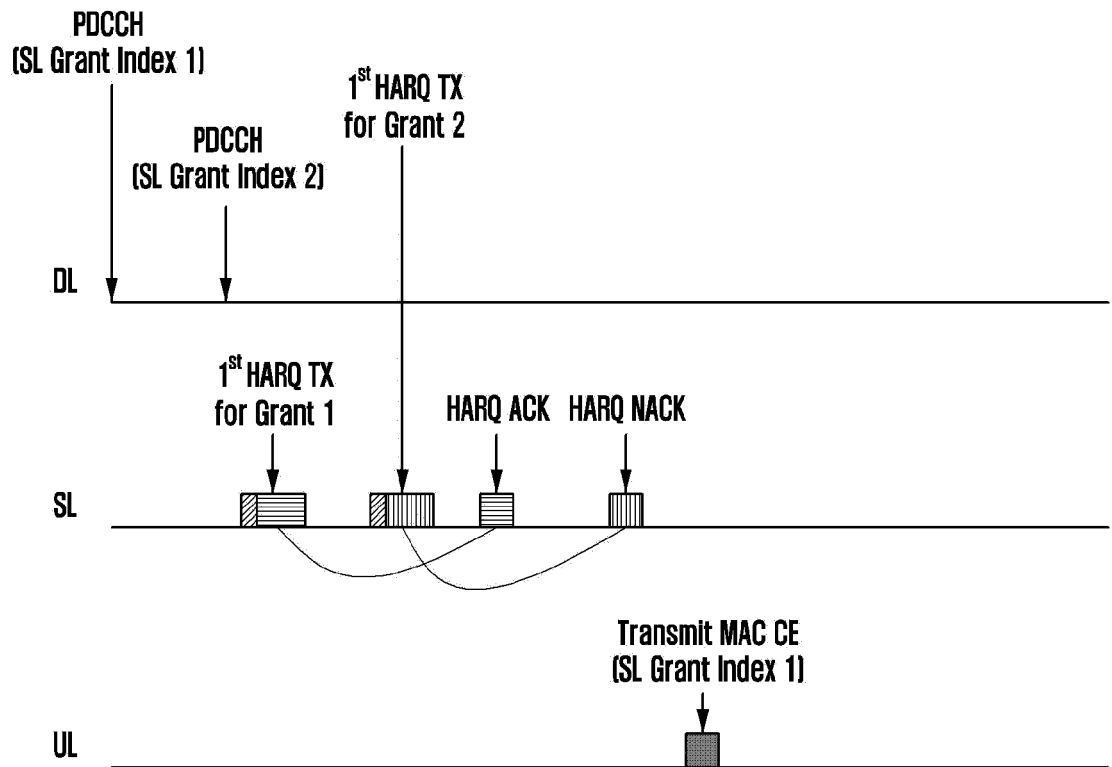 PDCCH
(SL Grant Index 1)
1st HARQ TX
for Grant 2
PDCCH
(SL Grant Index 2)
DL
1st HARQ TX
for Grant 1
HARQ ACK
HARQ NACK
SL
Transmit MAC CE
(SL Grant Index 1)
UL